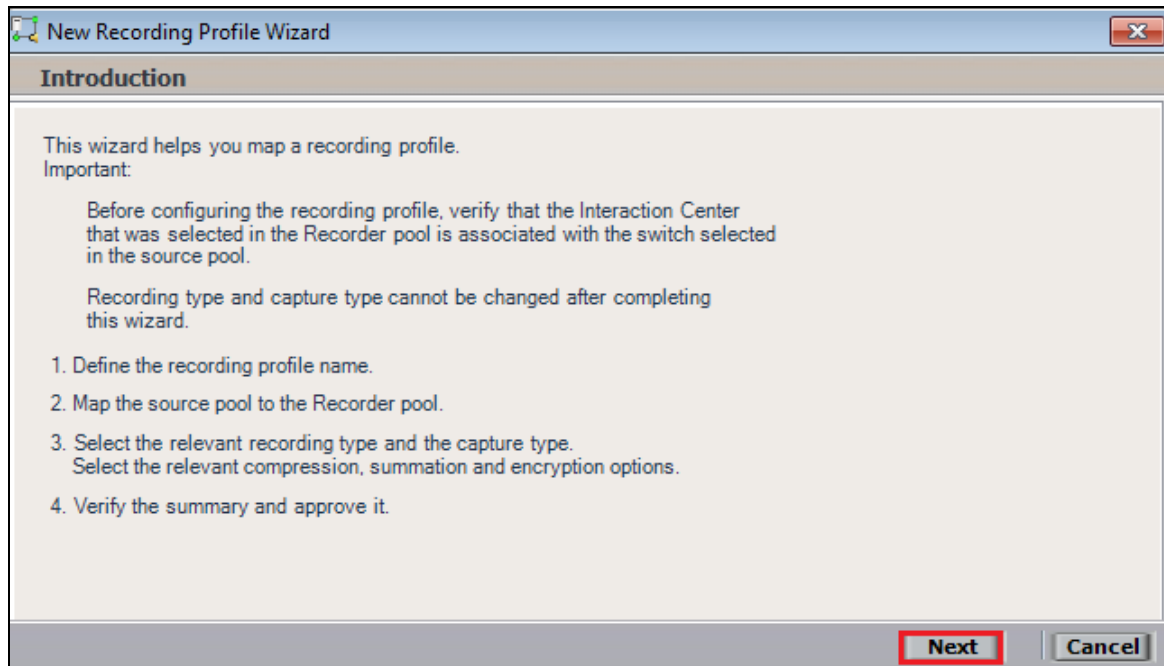 New Recording Profile Wizard
Introduction
This wizard helps you map a recording profile.
Important:
Before configuring the recording profile, verify that the Interaction Center
that was selected in the Recorder pool is associated with the switch selected
in the source pool.
Recording type and capture type cannot be changed after completing
this wizard.
1. Define the recording profile name.
2. Map the source pool to the Recorder pool.
3. Select the relevant recording type and the capture type.
Select the relevant compression, summation and encryption options.
4. Verify the summary and approve it.
Next Cancel